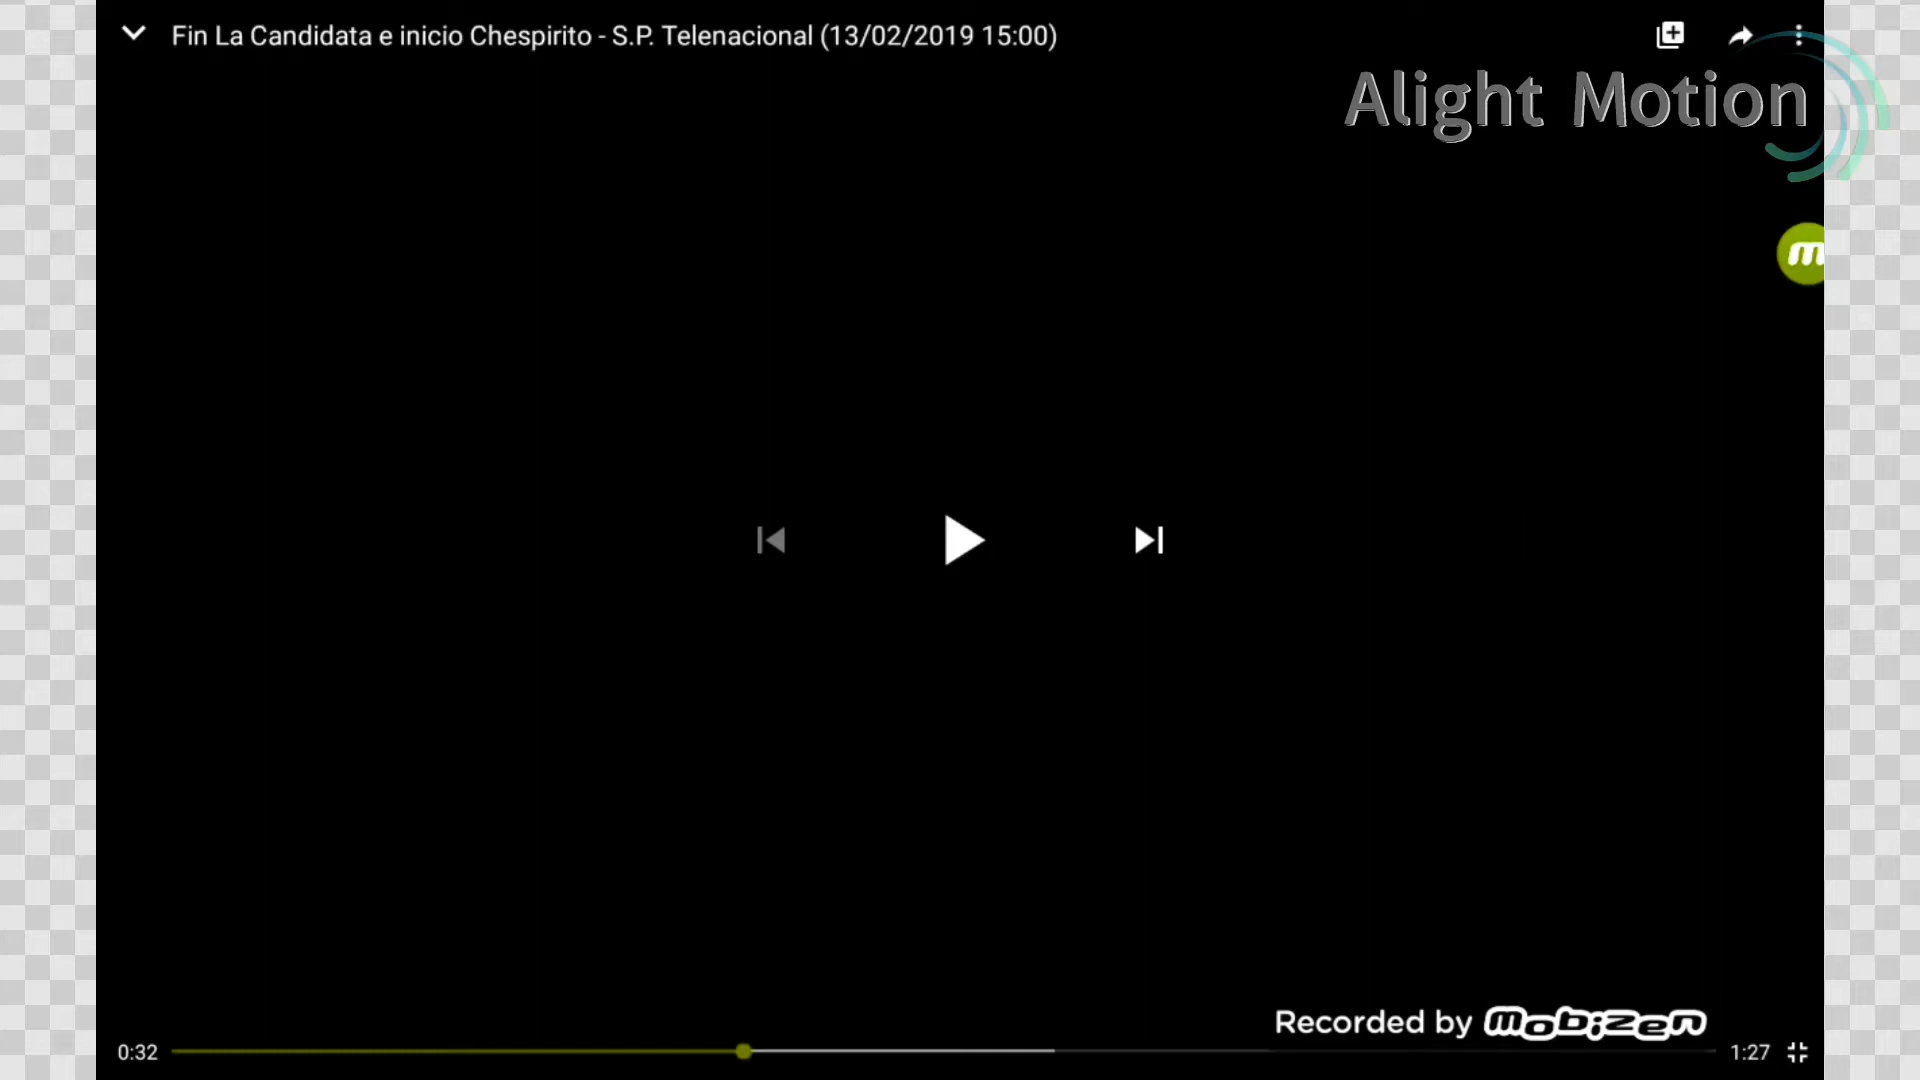 Fin La Candidata e inicio Chespirito - S.P. Telenacional (13/02/2019 15:00)
Alight Motion
m
Recorded by mobizen
0:32
1:27